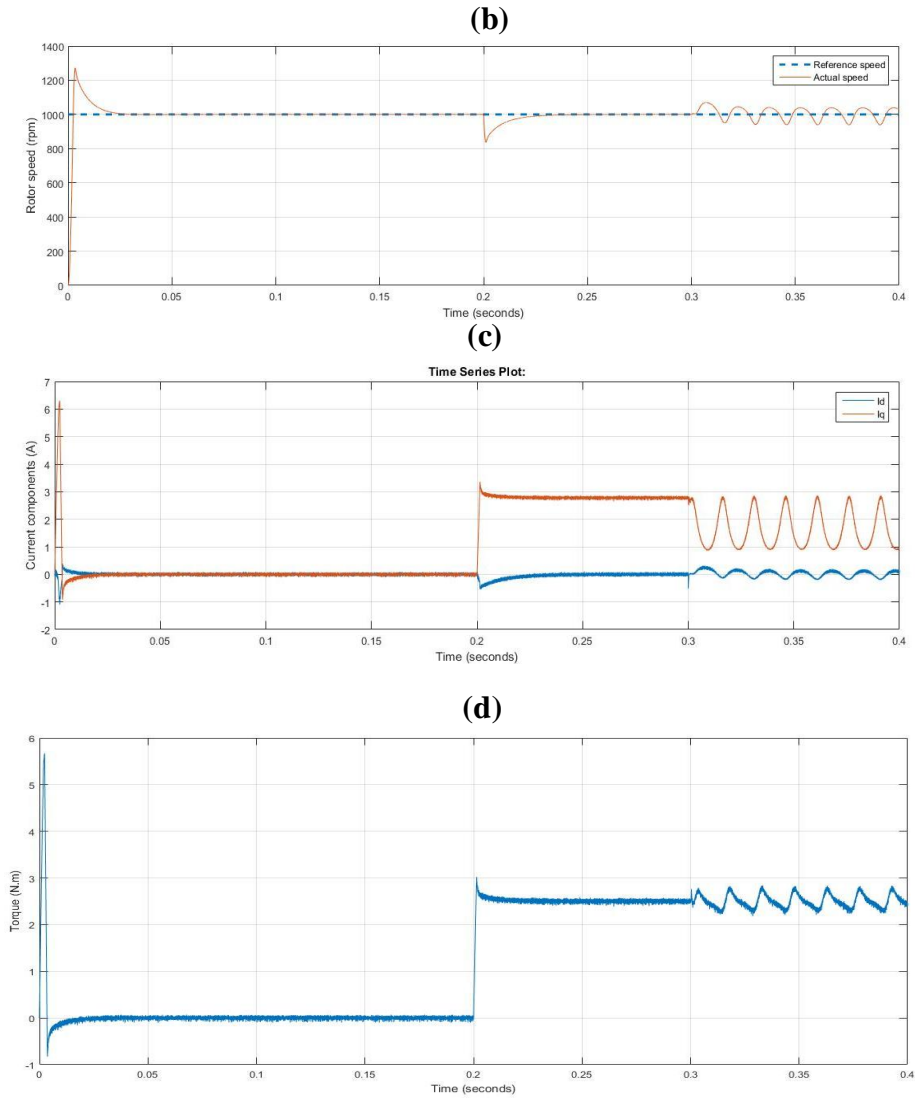 (b)
1400
1200
1000
800
600
400
200
0
Rotor speed (rpm)
Reference speed
Actual speed
0 0.05 0.1 0.15 0.2 0.25 0.3 0.35 0.4
Time (seconds)
(c)
Time Series Plot:
7
6
5
4
3
2
1
0
-1
-2
Current components (A)
Id
Iq
0 0.05 0.1 0.15 0.2 0.25 0.3 0.35 0.4
Time (seconds)
(d)
6
5
4
3
2
1
0
-1
Torque (N.m)
0 0.05 0.1 0.15 0.2 0.25 0.3 0.35 0.4
Time (seconds)